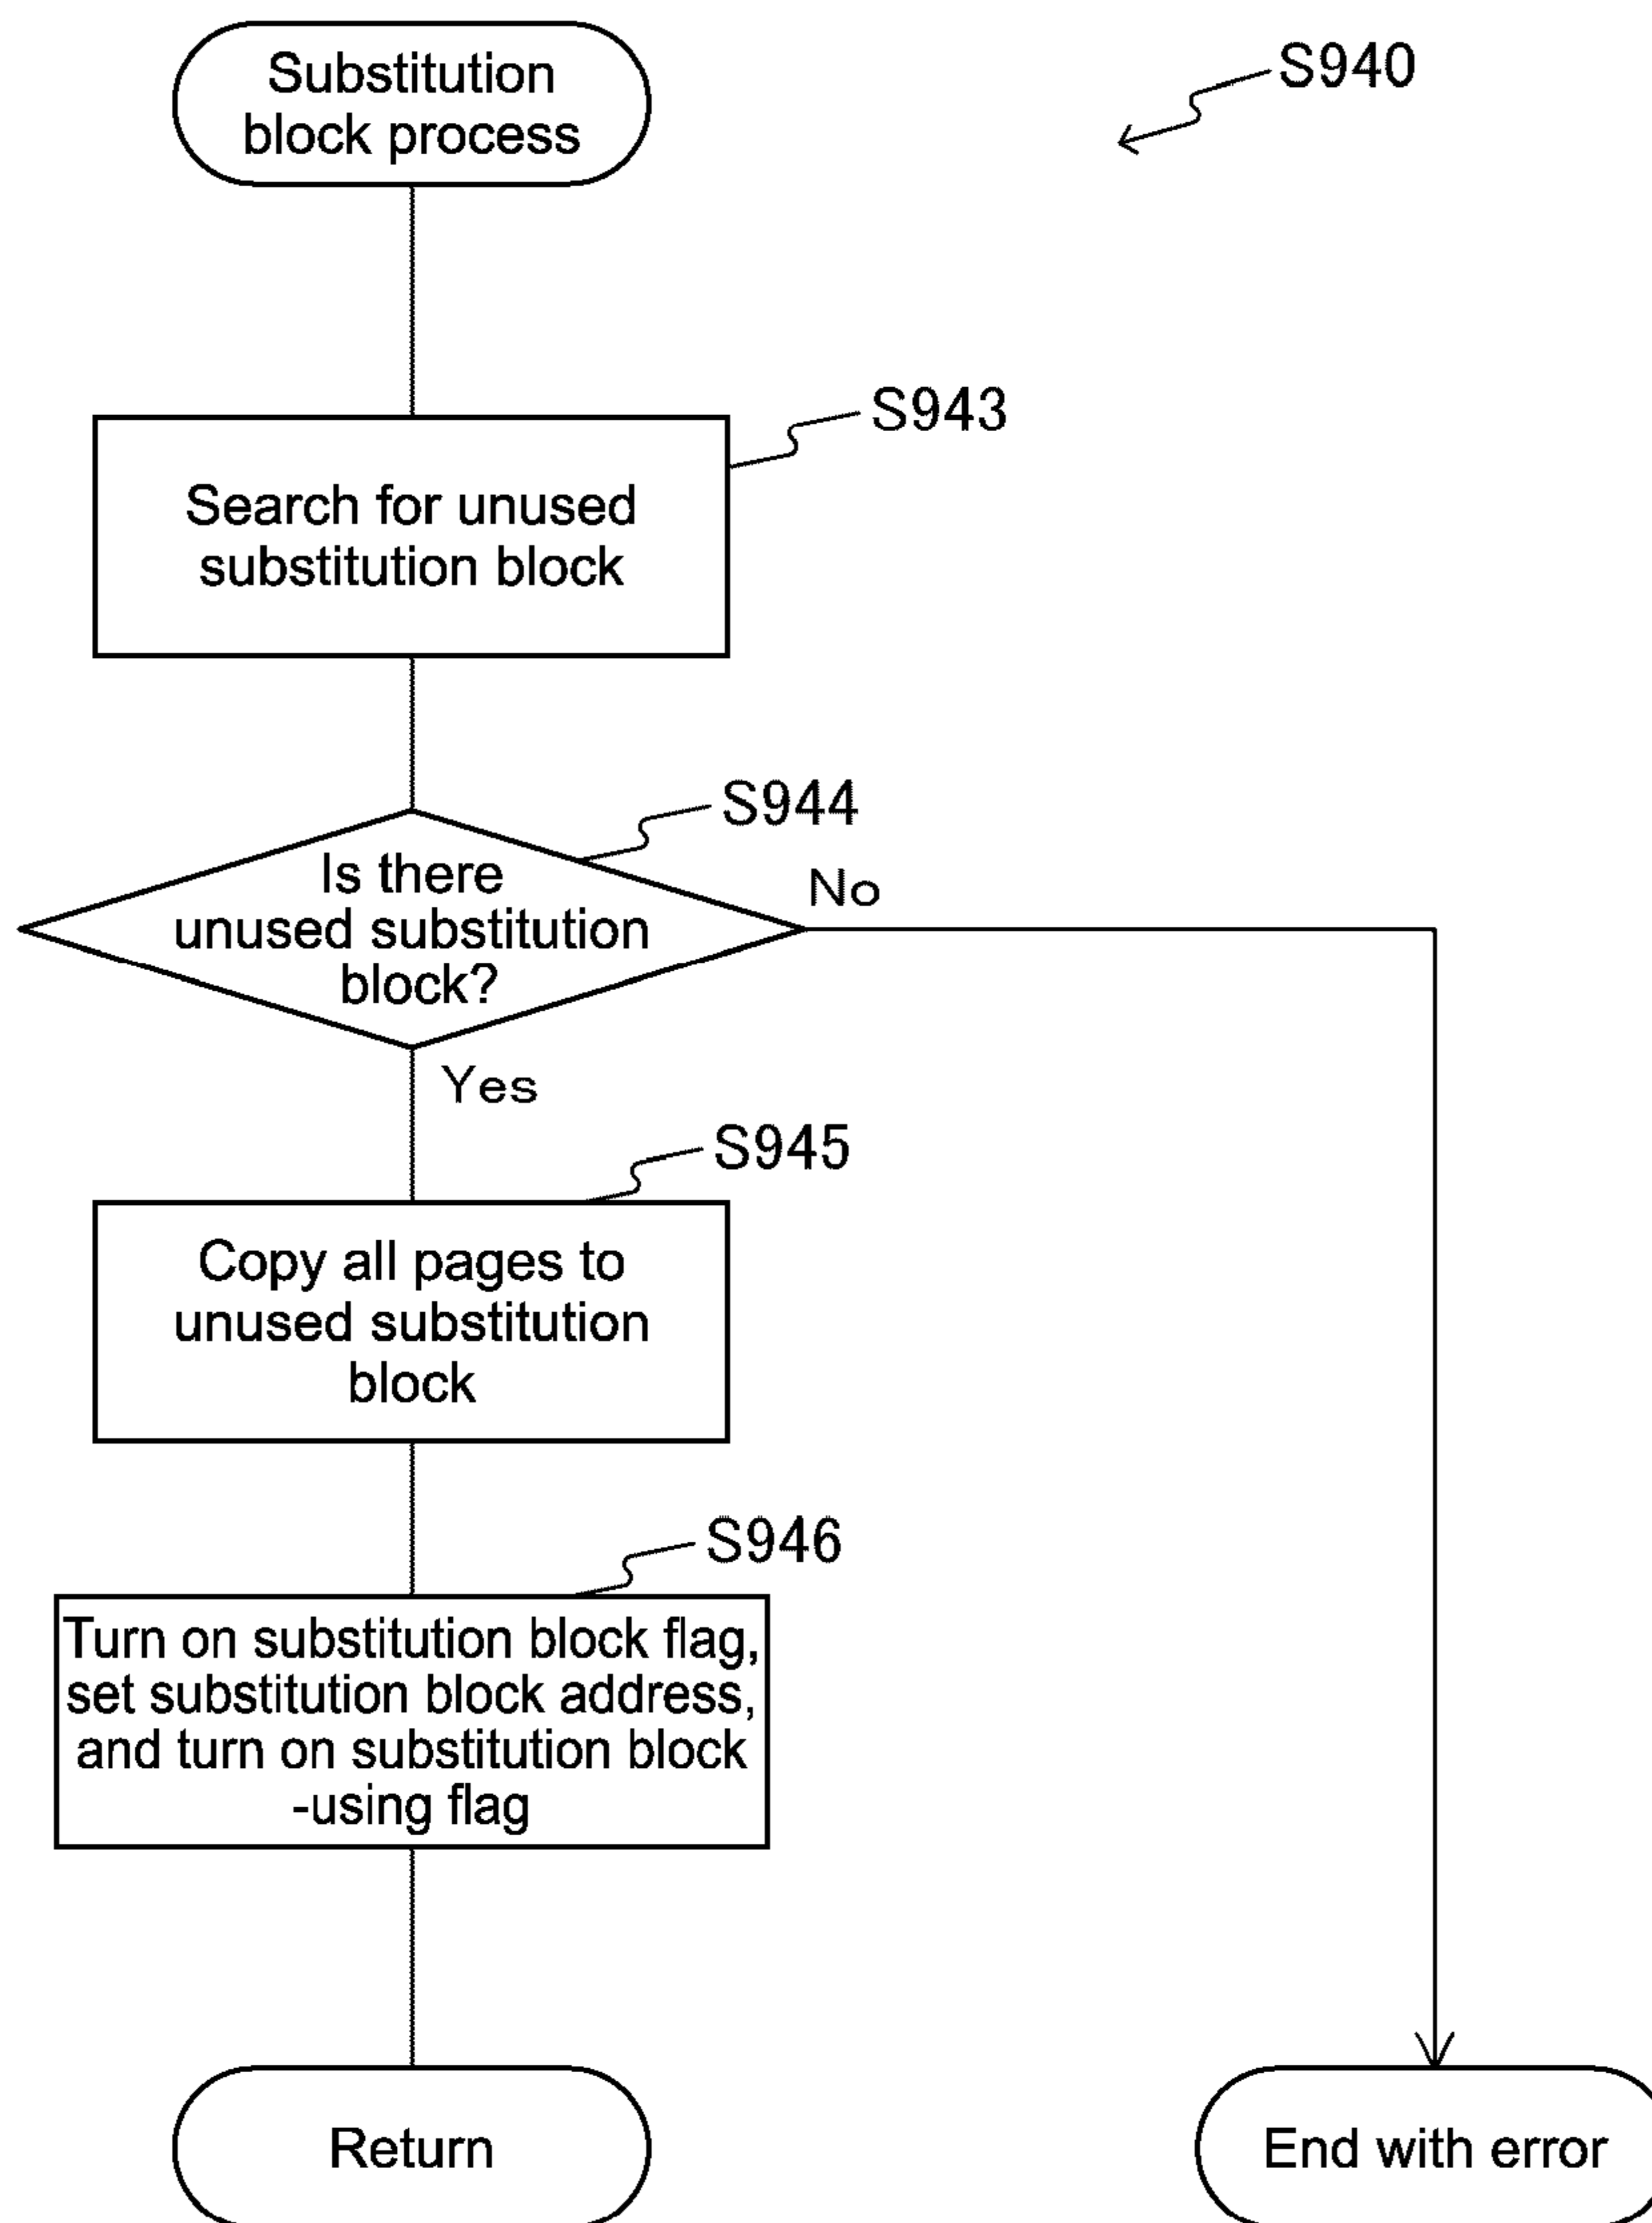 Substitution
block process
S940
S943
Search for unused
substitution block
S944
Is there
unused substitution
block?
No
Yes
S945
Copy all pages to
unused substitution
block
S946
Turn on substitution block flag,
set substitution block address,
and turn on substitution block
-using flag
Return
End with error